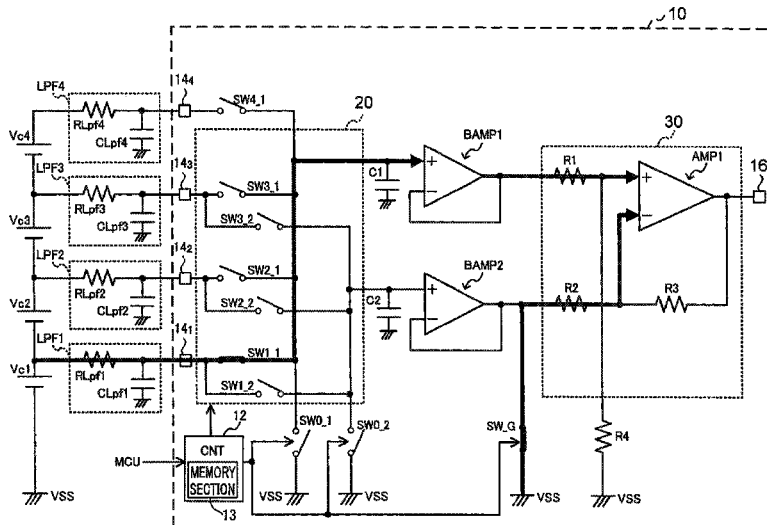 10
LPF4
14₄
RLpf4
CLpf4
SW4_1
Vc4
20
LPF3
14₃
RLpf3
CLpf3
SW3_1
SW3_2
Vc3
C1
BAMP1
30
R1
AMP1
16
LPF2
14₂
RLpf2
CLpf2
SW2_1
SW2_2
Vc2
C2
BAMP2
R2
R3
LPF1
14₁
RLpf1
CLpf1
SW1_1
SW1_2
Vc1
12
SW0_1
SW0_2
SW_G
R4
MCU
CNT
MEMORY
SECTION
13
VSS
VSS
VSS
VSS
VSS